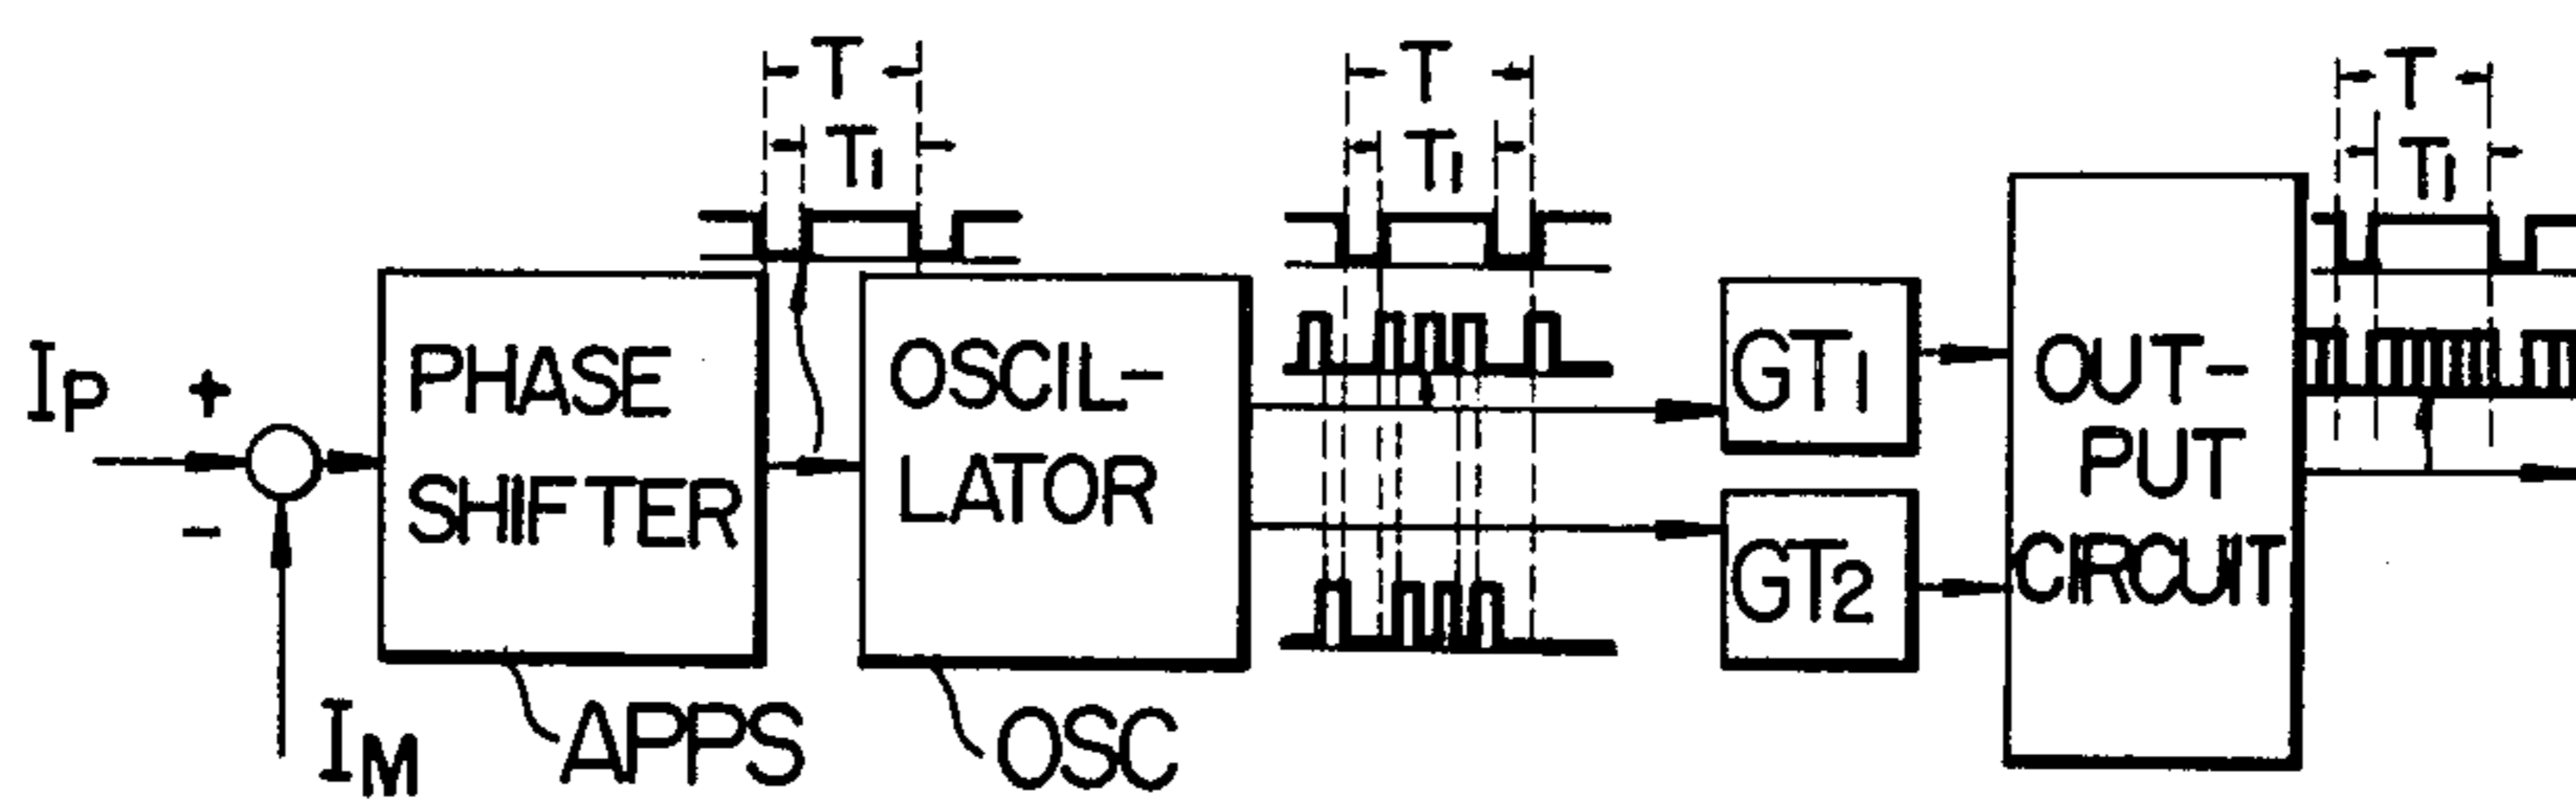 T
T1
T
T1
T
T1
IP
+
-
IM
PHASE
SHIFTER
APPS
OSCIL-
LATOR
OSC
GT1
GT2
OUT-
PUT
CIRCUIT